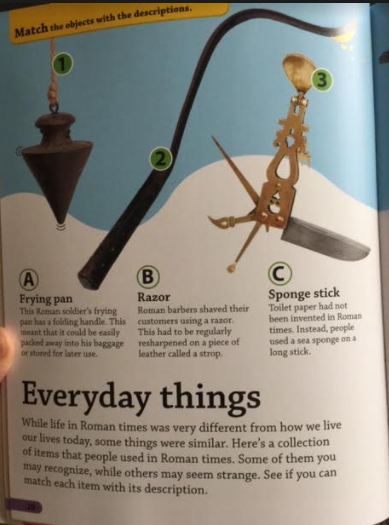 Match the objects with the descriptions.
1
2
3
A
Frying pan
This Roman soldier's frying
pan has a folding handle. This
meant that it could be easily
packed away into his baggage
or stored for later use.
B
Razor
Roman barbers shaved their
customers using a razor.
This had to be regularly
resharpened on a piece of
leather called a strop.
C
Sponge stick
Toilet paper had not
been invented in Roman
times. Instead, people
used a sea sponge on a
long stick.
Everyday things
While life in Roman times was very different from how we live
our lives today, some things were similar. Here's a collection
of items that people used in Roman times. Some of them you
may recognize, while others may seem strange. See if you can
match each item with its description.